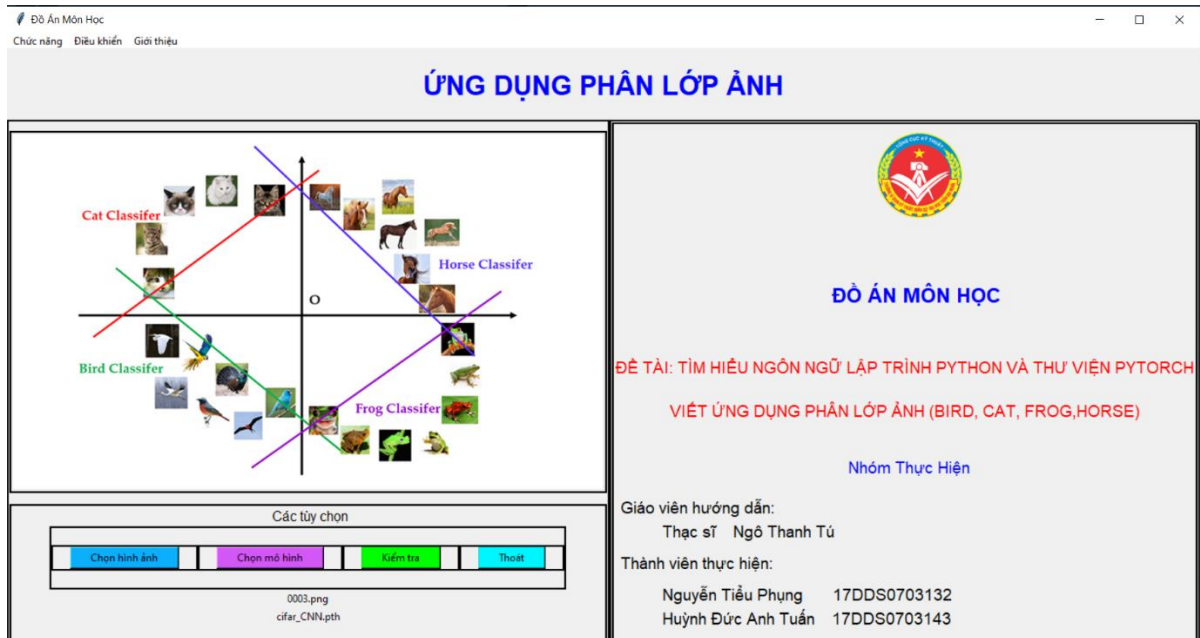 Đồ Án Môn Học
Chức năng Điều khiển Giới thiệu
ỨNG DỤNG PHÂN LỚP ẢNH
Cat Classifer
Horse Classifer
O
Bird Classifer
Frog Classifer
Các tùy chọn
Chọn hình ảnh Chọn mô hình Kiểm tra Thoát
0003.png
cifar_CNN.pth
TỔNG CỤC KỸ THUẬT
ĐỒ ÁN MÔN HỌC
ĐỀ TÀI: TÌM HIỂU NGÔN NGỮ LẬP TRÌNH PYTHON VÀ THƯ VIỆN PYTORCH
VIẾT ỨNG DỤNG PHÂN LỚP ẢNH (BIRD, CAT, FROG,HORSE)
Nhóm Thực Hiện
Giáo viên hướng dẫn:
Thạc sĩ Ngô Thanh Tú
Thành viên thực hiện:
Nguyễn Tiểu Phụng 17DDS0703132
Huỳnh Đức Anh Tuấn 17DDS0703143